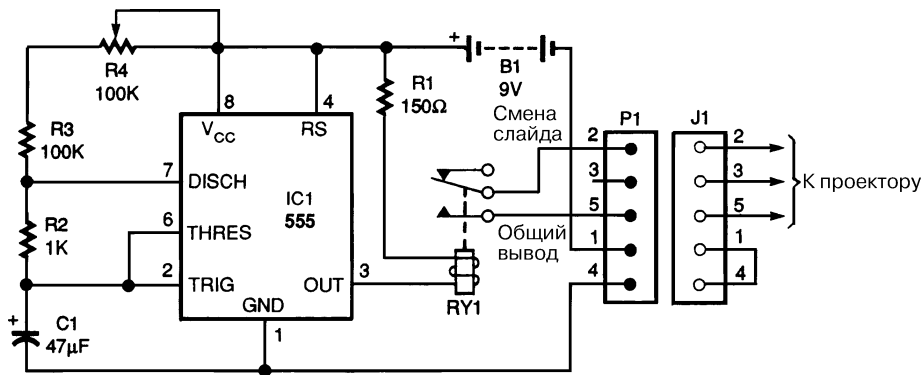 R4
100K
R3
100K
R2
1K
C1
47µF
+
8
4
V_CC
RS
7
DISCH
6
THRES
2
TRIG
IC1
555
OUT
3
GND
1
R1
150Ω
+
B1
9V
Смена
слайда
Общий
вывод
RY1
P1
2
3
5
1
4
J1
2
3
5
1
4
К проектору